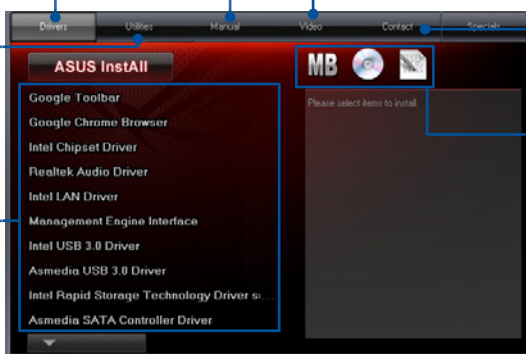 Drivers
Utilities
Manual
Video
Contact
Specials
ASUS InstAll
MB
Google Toolbar
Google Chrome Browser
Intel Chipset Driver
Realtek Audio Driver
Intel LAN Driver
Management Engine Interface
Intel USB 3.0 Driver
Asmedia USB 3.0 Driver
Intel Rapid Storage Technology Driver s...
Asmedia SATA Controller Driver
Please select items to install.